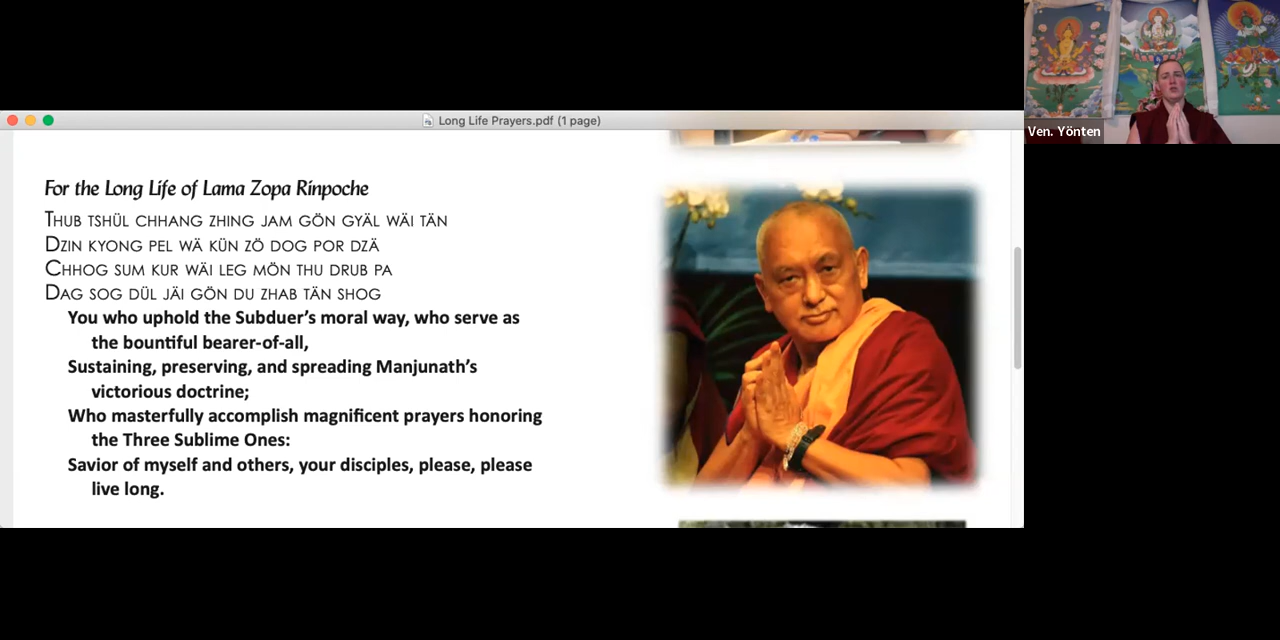 Long Life Prayers.pdf (1 page)
Ven. Yönten
For the Long Life of Lama Zopa Rinpoche
THUB TSHÜL CHHANG ZHING JAM GÖN GYÄL WÄI TÄN
DZIN KYONG PEL WÄ KÜN ZÖ DOG POR DZÄ
CHHOG SUM KUR WÄI LEG MÖN THU DRUB PA
DAG SOG DÜL JÄI GÖN DU ZHAB TÄN SHOG
You who uphold the Subduer’s moral way, who serve as
the bountiful bearer-of-all,
Sustaining, preserving, and spreading Manjunath’s
victorious doctrine;
Who masterfully accomplish magnificent prayers honoring
the Three Sublime Ones:
Savior of myself and others, your disciples, please, please
live long.